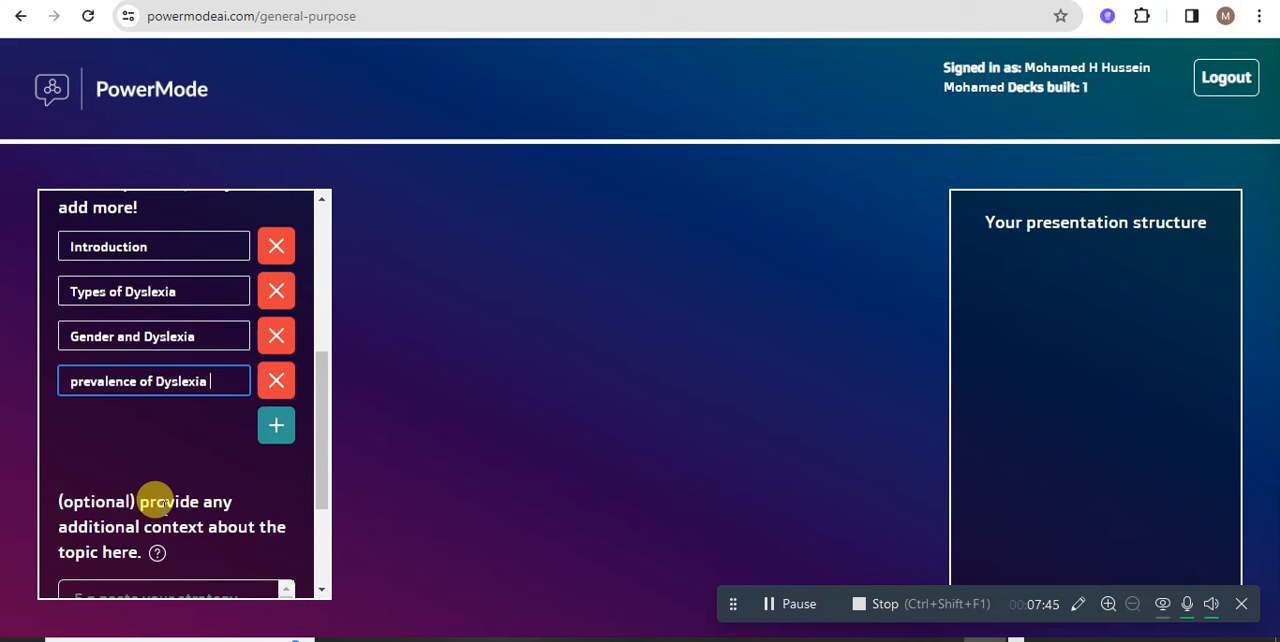 powermodeai.com/general-purpose
M
PowerMode
Signed in as: Mohamed H Hussein
Mohamed Decks built: 1
Logout
add more!
Introduction
Types of Dyslexia
Gender and Dyslexia
prevalence of Dyslexia
(optional) provide any
additional context about the
topic here. ?
Your presentation structure
Pause
Stop (Ctrl+Shift+F1)
00:07:45